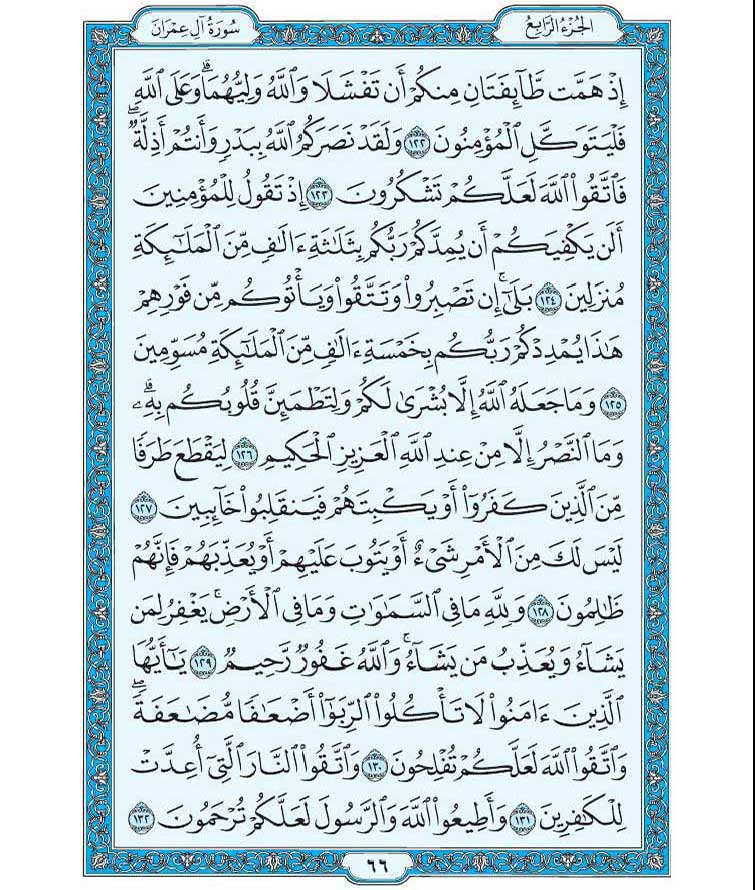 الجزء الرابع
سورة آل عمران
إِذْ هَمَّت طَّآئِفَتَانِ مِنكُمْ أَن تَفْشَلَا وَٱللَّهُ وَلِيُّهُمَاۗ وَعَلَى ٱللَّهِ
فَلْيَتَوَكَّلِ ٱلْمُؤْمِنُونَ ١٢٢ وَلَقَدْ نَصَرَكُمُ ٱللَّهُ بِبَدْرٍ وَأَنتُمْ أَذِلَّةٌۖ
فَٱتَّقُوا۟ ٱللَّهَ لَعَلَّكُمْ تَشْكُرُونَ ١٢٣ إِذْ تَقُولُ لِلْمُؤْمِنِينَ
أَلَن يَكْفِيَكُمْ أَن يُمِدَّكُمْ رَبُّكُم بِثَلَٰثَةِ ءَالَٰفٍ مِّنَ ٱلْمَلَٰٓئِكَةِ
مُنزَلِينَ ١٢٤ بَلَىٰٓۚ إِن تَصْبِرُوا۟ وَتَتَّقُوا۟ وَيَأْتُوكُم مِّن فَوْرِهِمْ
هَٰذَا يُمْدِدْكُمْ رَبُّكُم بِخَمْسَةِ ءَالَٰفٍ مِّنَ ٱلْمَلَٰٓئِكَةِ مُسَوِّمِينَ
١٢٥ وَمَا جَعَلَهُ ٱللَّهُ إِلَّا بُشْرَىٰ لَكُمْ وَلِتَطْمَئِنَّ قُلُوبُكُم بِهِۦۗ
وَمَا ٱلنَّصْرُ إِلَّا مِنْ عِندِ ٱللَّهِ ٱلْعَزِيزِ ٱلْحَكِيمِ ١٢٦ لِيَقْطَعَ طَرَفًا
مِّنَ ٱلَّذِينَ كَفَرُوٓا۟ أَوْ يَكْبِتَهُمْ فَيَنقَلِبُوا۟ خَآئِبِينَ ١٢٧
لَيْسَ لَكَ مِنَ ٱلْأَمْرِ شَىْءٌ أَوْ يَتُوبَ عَلَيْهِمْ أَوْ يُعَذِّبَهُمْ فَإِنَّهُمْ
ظَٰلِمُونَ ١٢٨ وَلِلَّهِ مَا فِى ٱلسَّمَٰوَٰتِ وَمَا فِى ٱلْأَرْضِۚ يَغْفِرُ لِمَن
يَشَآءُ وَيُعَذِّبُ مَن يَشَآءُۚ وَٱللَّهُ غَفُورٌ رَّحِيمٌ ١٢٩ يَٰٓأَيُّهَا
ٱلَّذِينَ ءَامَنُوا۟ لَا تَأْكُلُوا۟ ٱلرِّبَوٰٓا۟ أَضْعَٰفًا مُّضَٰعَفَةًۖ
وَٱتَّقُوا۟ ٱللَّهَ لَعَلَّكُمْ تُفْلِحُونَ ١٣٠ وَٱتَّقُوا۟ ٱلنَّارَ ٱلَّتِىٓ أُعِدَّتْ
لِلْكَٰفِرِينَ ١٣١ وَأَطِيعُوا۟ ٱللَّهَ وَٱلرَّسُولَ لَعَلَّكُمْ تُرْحَمُونَ ١٣٢
٦٦